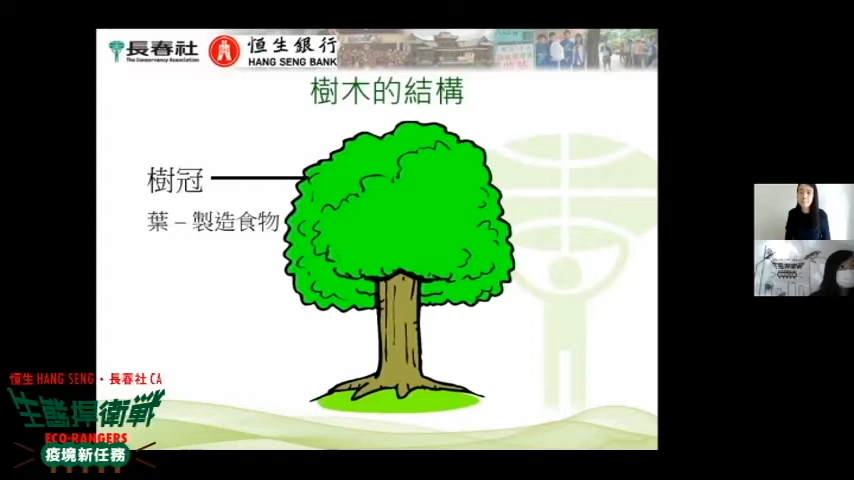 長春社
The Conservancy Association
恒生銀行
HANG SENG BANK
樹木的結構
樹冠
葉 – 製造食物
恒生 HANG SENG・長春社 CA
生態捍衛戰
ECO-RANGERS
疫境新任務